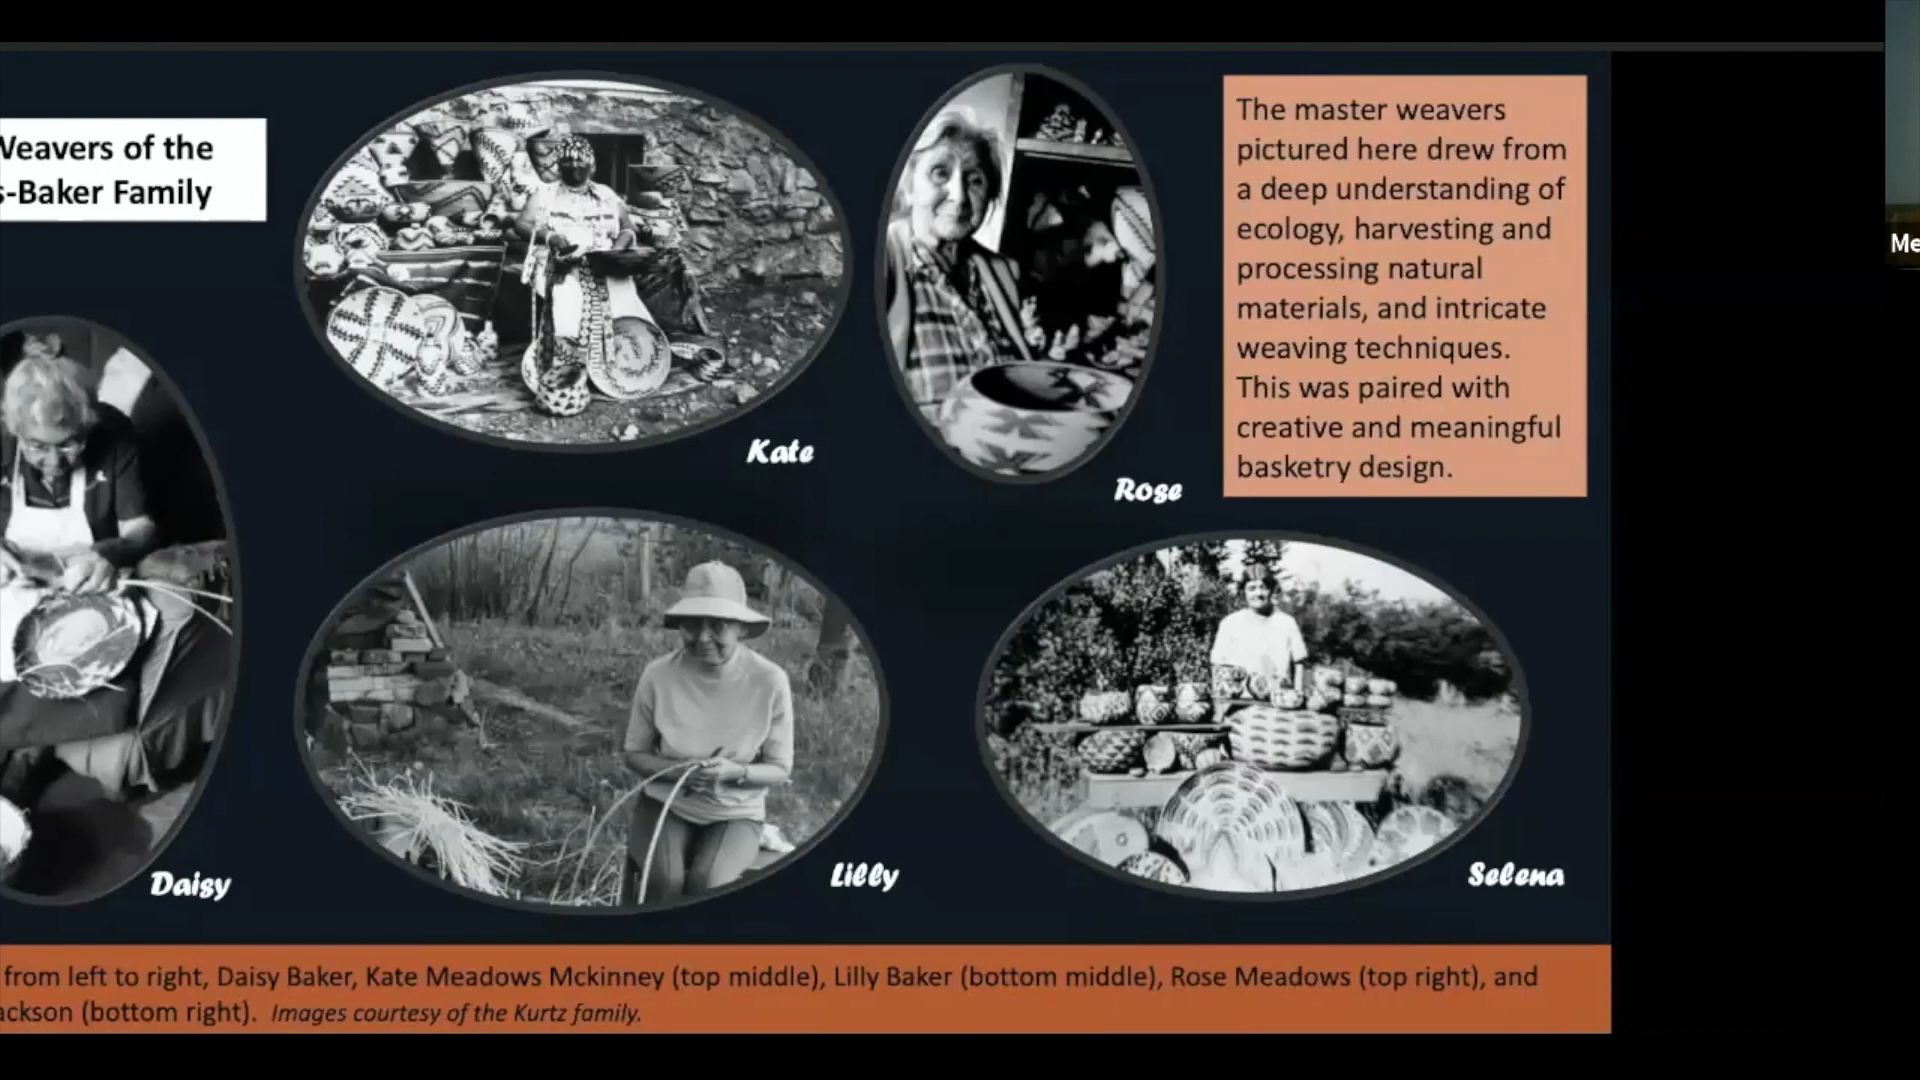 Weavers of the
s-Baker Family
Kate
Rose
The master weavers
pictured here drew from
a deep understanding of
ecology, harvesting and
processing natural
materials, and intricate
weaving techniques.
This was paired with
creative and meaningful
basketry design.
Me
Daisy
Lilly
Selena
from left to right, Daisy Baker, Kate Meadows Mckinney (top middle), Lilly Baker (bottom middle), Rose Meadows (top right), and
ackson (bottom right). Images courtesy of the Kurtz family.